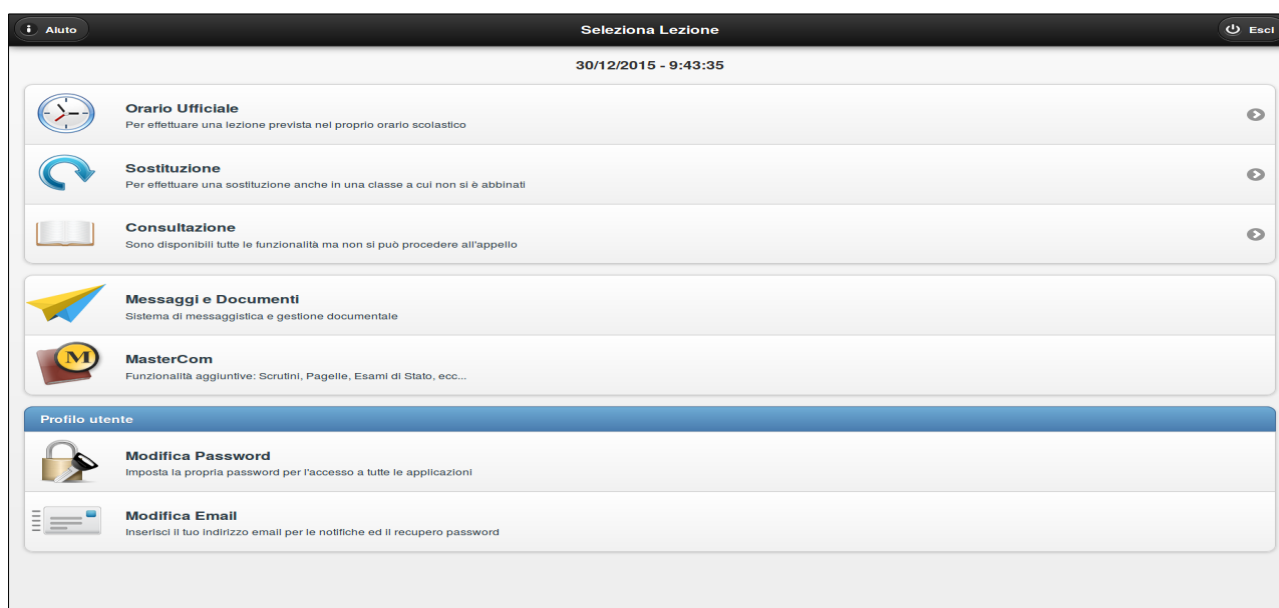 Aiuto
Seleziona Lezione
Esci
30/12/2015 - 9:43:35
Orario Ufficiale
Per effettuare una lezione prevista nel proprio orario scolastico
Sostituzione
Per effettuare una sostituzione anche in una classe a cui non si è abbinati
Consultazione
Sono disponibili tutte le funzionalità ma non si può procedere all'appello
Messaggi e Documenti
Sistema di messaggistica e gestione documentale
M
MasterCom
Funzionalità aggiuntive: Scrutini, Pagelle, Esami di Stato, ecc...
Profilo utente
Modifica Password
Imposta la propria password per l'accesso a tutte le applicazioni
Modifica Email
Inserisci il tuo indirizzo email per le notifiche ed il recupero password